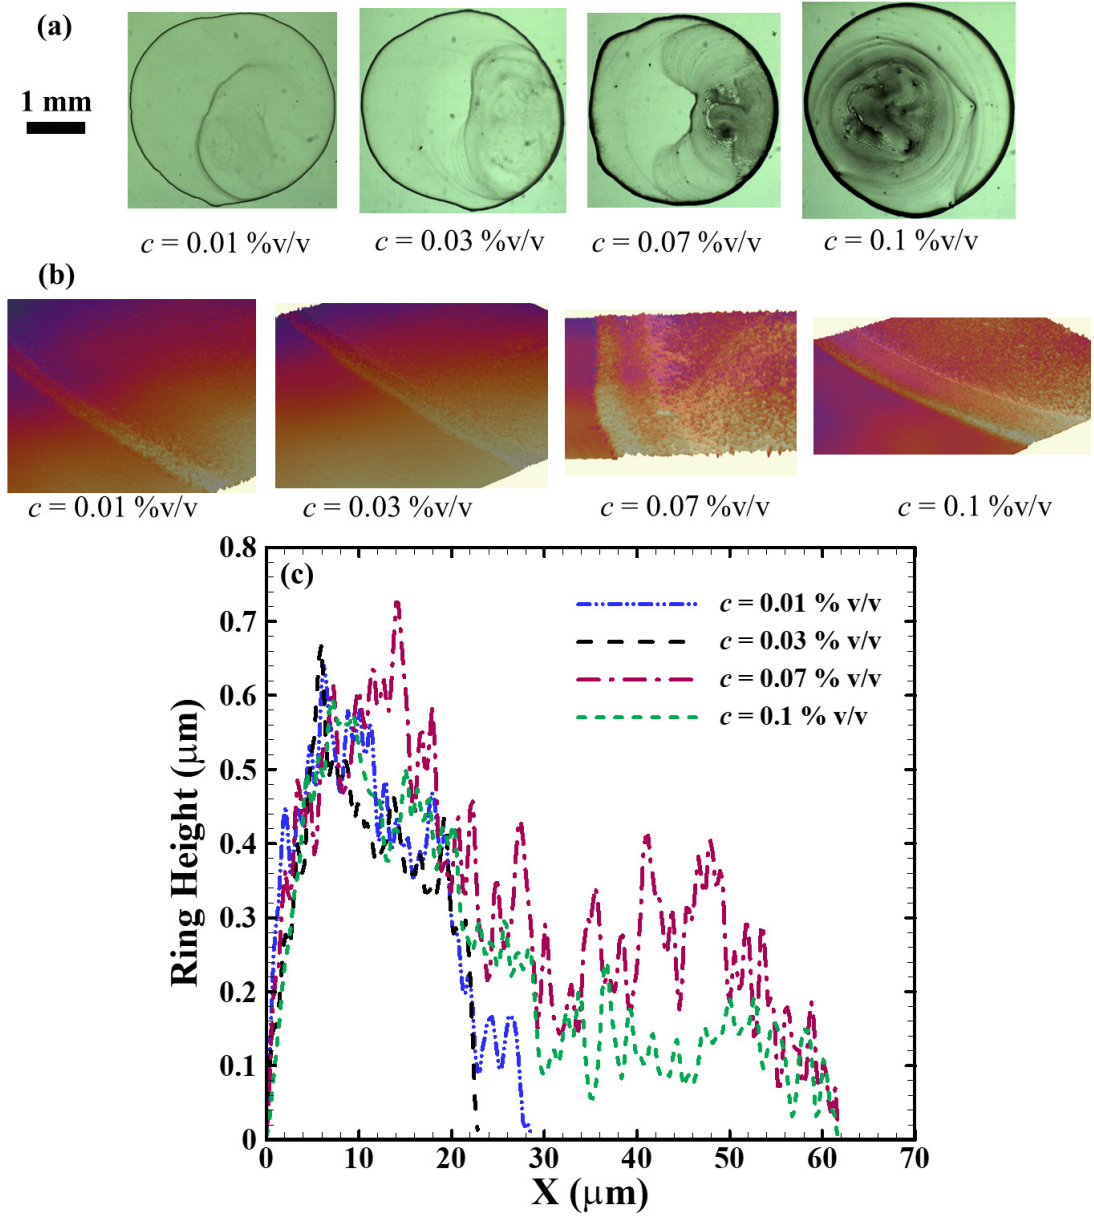 (a)
1 mm
c = 0.01 %v/v
c = 0.03 %v/v
c = 0.07 %v/v
c = 0.1 %v/v
(b)
c = 0.01 %v/v
c = 0.03 %v/v
c = 0.07 %v/v
c = 0.1 %v/v
(c)
c = 0.01 % v/v
c = 0.03 % v/v
c = 0.07 % v/v
c = 0.1 % v/v
Ring Height (μm)
0.8
0.7
0.6
0.5
0.4
0.3
0.2
0.1
0
0 10 20 30 40 50 60 70
X (μm)